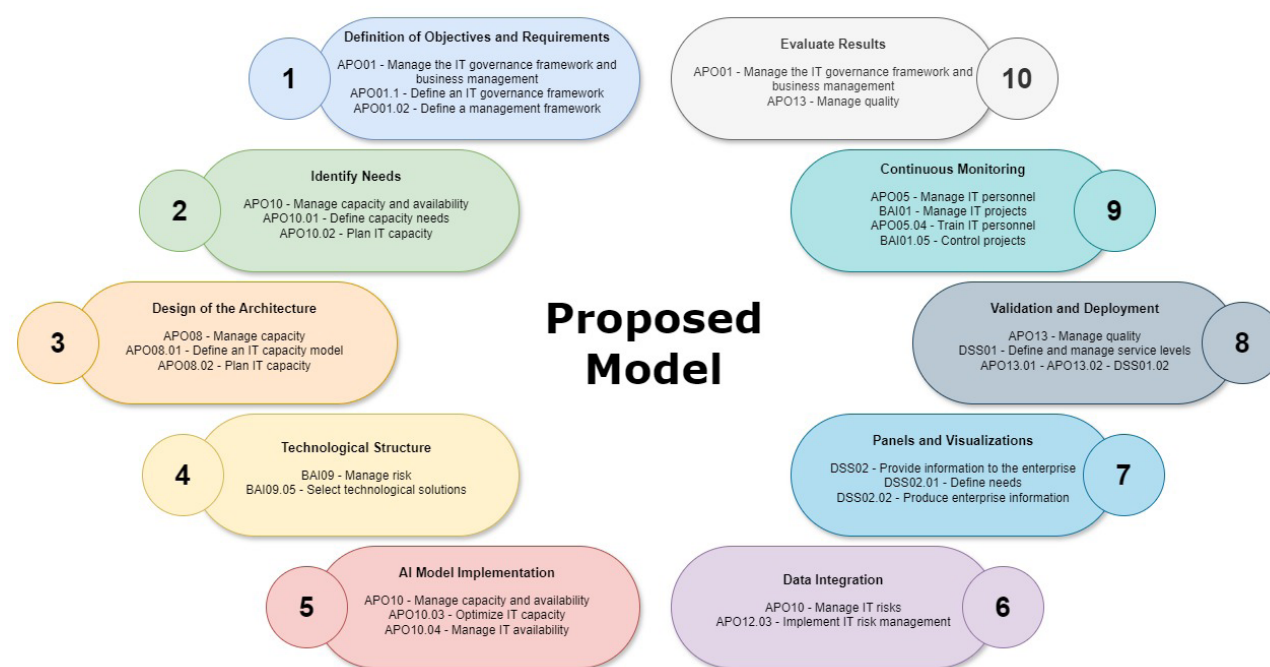 1
Definition of Objectives and Requirements
APO01 - Manage the IT governance framework and
business management
APO01.1 - Define an IT governance framework
APO01.02 - Define a management framework
2
Identify Needs
APO10 - Manage capacity and availability
APO10.01 - Define capacity needs
APO10.02 - Plan IT capacity
3
Design of the Architecture
APO08 - Manage capacity
APO08.01 - Define an IT capacity model
APO08.02 - Plan IT capacity
4
Technological Structure
BAI09 - Manage risk
BAI09.05 - Select technological solutions
5
AI Model Implementation
APO10 - Manage capacity and availability
APO10.03 - Optimize IT capacity
APO10.04 - Manage IT availability
Proposed
Model
6
Data Integration
APO10 - Manage IT risks
APO12.03 - Implement IT risk management
7
Panels and Visualizations
DSS02 - Provide information to the enterprise
DSS02.01 - Define needs
DSS02.02 - Produce enterprise information
8
Validation and Deployment
APO13 - Manage quality
DSS01 - Define and manage service levels
APO13.01 - APO13.02 - DSS01.02
9
Continuous Monitoring
APO05 - Manage IT personnel
BAI01 - Manage IT projects
APO05.04 - Train IT personnel
BAI01.05 - Control projects
10
Evaluate Results
APO01 - Manage the IT governance framework and
business management
APO13 - Manage quality